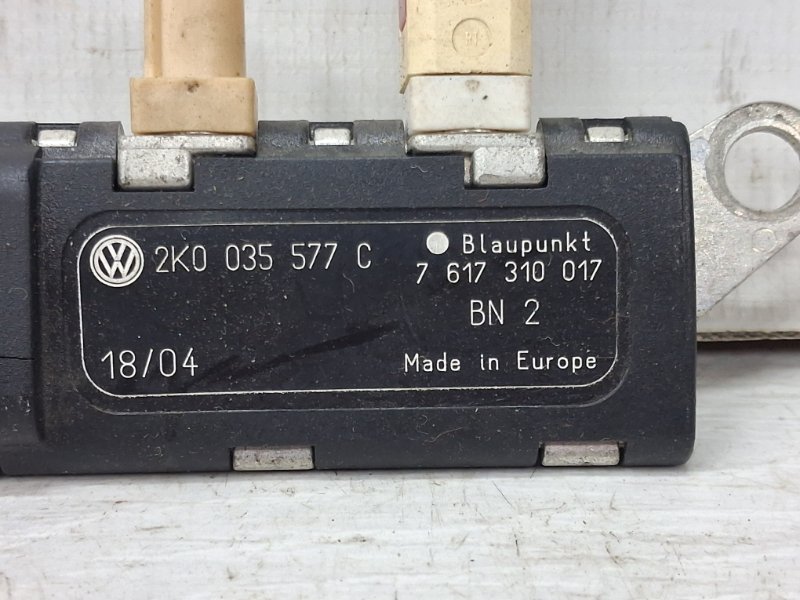 2K0 035 577 C
Blaupunkt
7 617 310 017
BN 2
18/04
Made in Europe